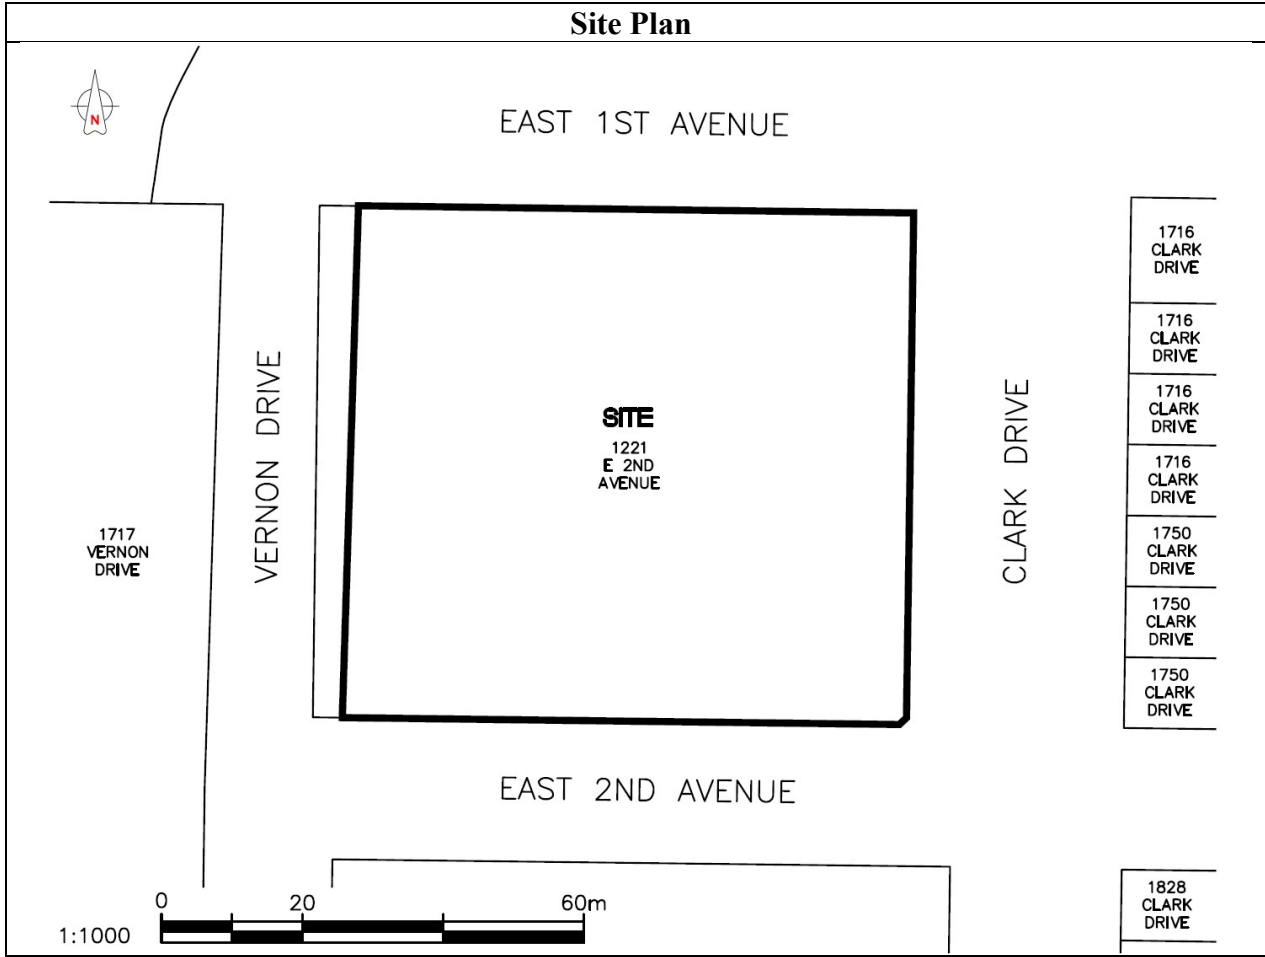 Site Plan
N
EAST 1ST AVENUE
1716
CLARK
DRIVE
1716
CLARK
DRIVE
1716
CLARK
DRIVE
1716
CLARK
DRIVE
1750
CLARK
DRIVE
1750
CLARK
DRIVE
1750
CLARK
DRIVE
VERNON DRIVE
SITE
1221
E 2ND
AVENUE
CLARK DRIVE
1717
VERNON
DRIVE
EAST 2ND AVENUE
1828
CLARK
DRIVE
0 20 60m
1:1000